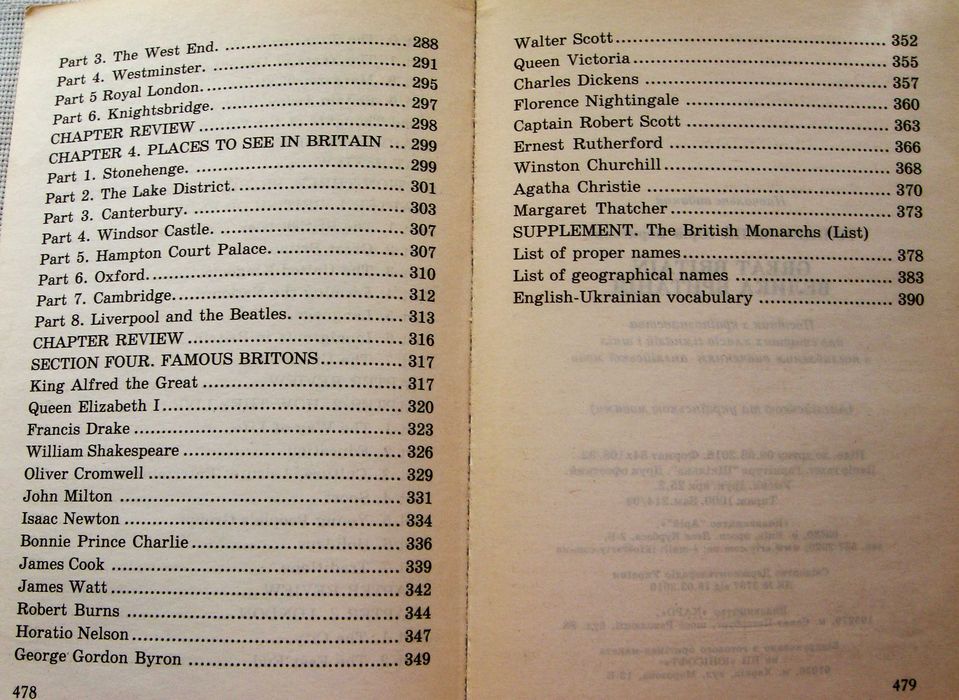 Part 3. The West End. ........ 288
Part 4. Westminster. ........ 291
Part 5 Royal London. ........ 295
Part 6. Knightsbridge. ........ 297
CHAPTER REVIEW ........ 298
CHAPTER 4. PLACES TO SEE IN BRITAIN ... 299
Part 1. Stonehenge. ........ 299
Part 2. The Lake District. ........ 301
Part 3. Canterbury. ........ 303
Part 4. Windsor Castle. ........ 307
Part 5. Hampton Court Palace. ........ 307
Part 6. Oxford. ........ 310
Part 7. Cambridge. ........ 312
Part 8. Liverpool and the Beatles. ........ 313
CHAPTER REVIEW ........ 316
SECTION FOUR. FAMOUS BRITONS ........ 317
King Alfred the Great ........ 317
Queen Elizabeth I ........ 320
Francis Drake ........ 323
William Shakespeare ........ 326
Oliver Cromwell ........ 329
John Milton ........ 331
Isaac Newton ........ 334
Bonnie Prince Charlie ........ 336
James Cook ........ 339
James Watt ........ 342
Robert Burns ........ 344
Horatio Nelson ........ 347
George Gordon Byron ........ 349
478
Walter Scott ........ 352
Queen Victoria ........ 355
Charles Dickens ........ 357
Florence Nightingale ........ 360
Captain Robert Scott ........ 363
Ernest Rutherford ........ 366
Winston Churchill ........ 368
Agatha Christie ........ 370
Margaret Thatcher ........ 373
SUPPLEMENT. The British Monarchs (List)
List of proper names ........ 378
List of geographical names ........ 383
English-Ukrainian vocabulary ........ 390
479